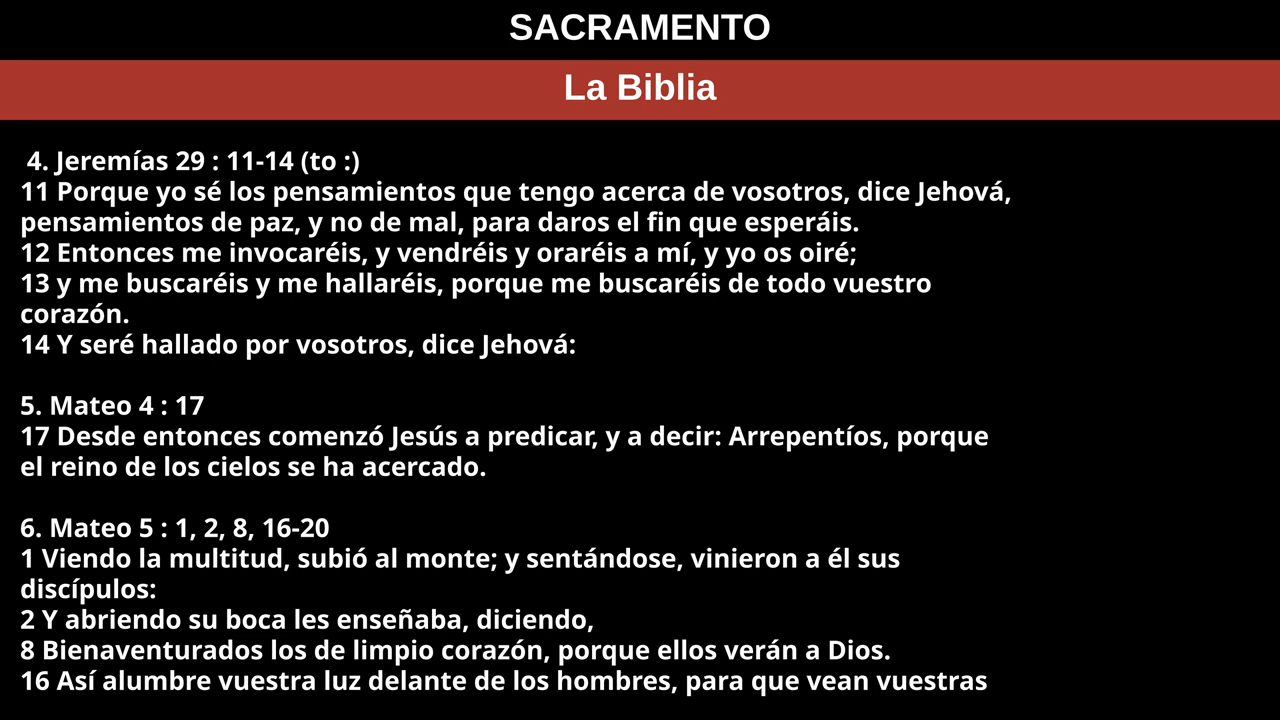 SACRAMENTO
La Biblia
4. Jeremías 29 : 11-14 (to :)
11 Porque yo sé los pensamientos que tengo acerca de vosotros, dice Jehová,
pensamientos de paz, y no de mal, para daros el fin que esperáis.
12 Entonces me invocaréis, y vendréis y oraréis a mí, y yo os oiré;
13 y me buscaréis y me hallaréis, porque me buscaréis de todo vuestro
corazón.
14 Y seré hallado por vosotros, dice Jehová:
5. Mateo 4 : 17
17 Desde entonces comenzó Jesús a predicar, y a decir: Arrepentíos, porque
el reino de los cielos se ha acercado.
6. Mateo 5 : 1, 2, 8, 16-20
1 Viendo la multitud, subió al monte; y sentándose, vinieron a él sus
discípulos:
2 Y abriendo su boca les enseñaba, diciendo,
8 Bienaventurados los de limpio corazón, porque ellos verán a Dios.
16 Así alumbre vuestra luz delante de los hombres, para que vean vuestras